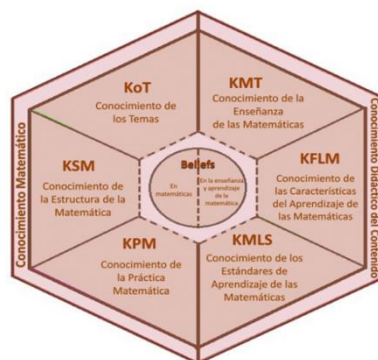 KoT
Conocimiento de
los Temas
KMT
Conocimiento de la
Enseñanza
de las Matemáticas
Conocimiento Matemático
Conocimiento Didáctico del Contenido
KSM
Conocimiento de
la Estructura de la
Matemática
Beliefs
En
matemáticas
En la enseñanza
y aprendizaje
de la
matemática
KFLM
Conocimiento de
las Características
del Aprendizaje de
las Matemáticas
KPM
Conocimiento de
la Práctica
Matemática
KMLS
Conocimiento de los
Estándares de
Aprendizaje de las
Matemáticas